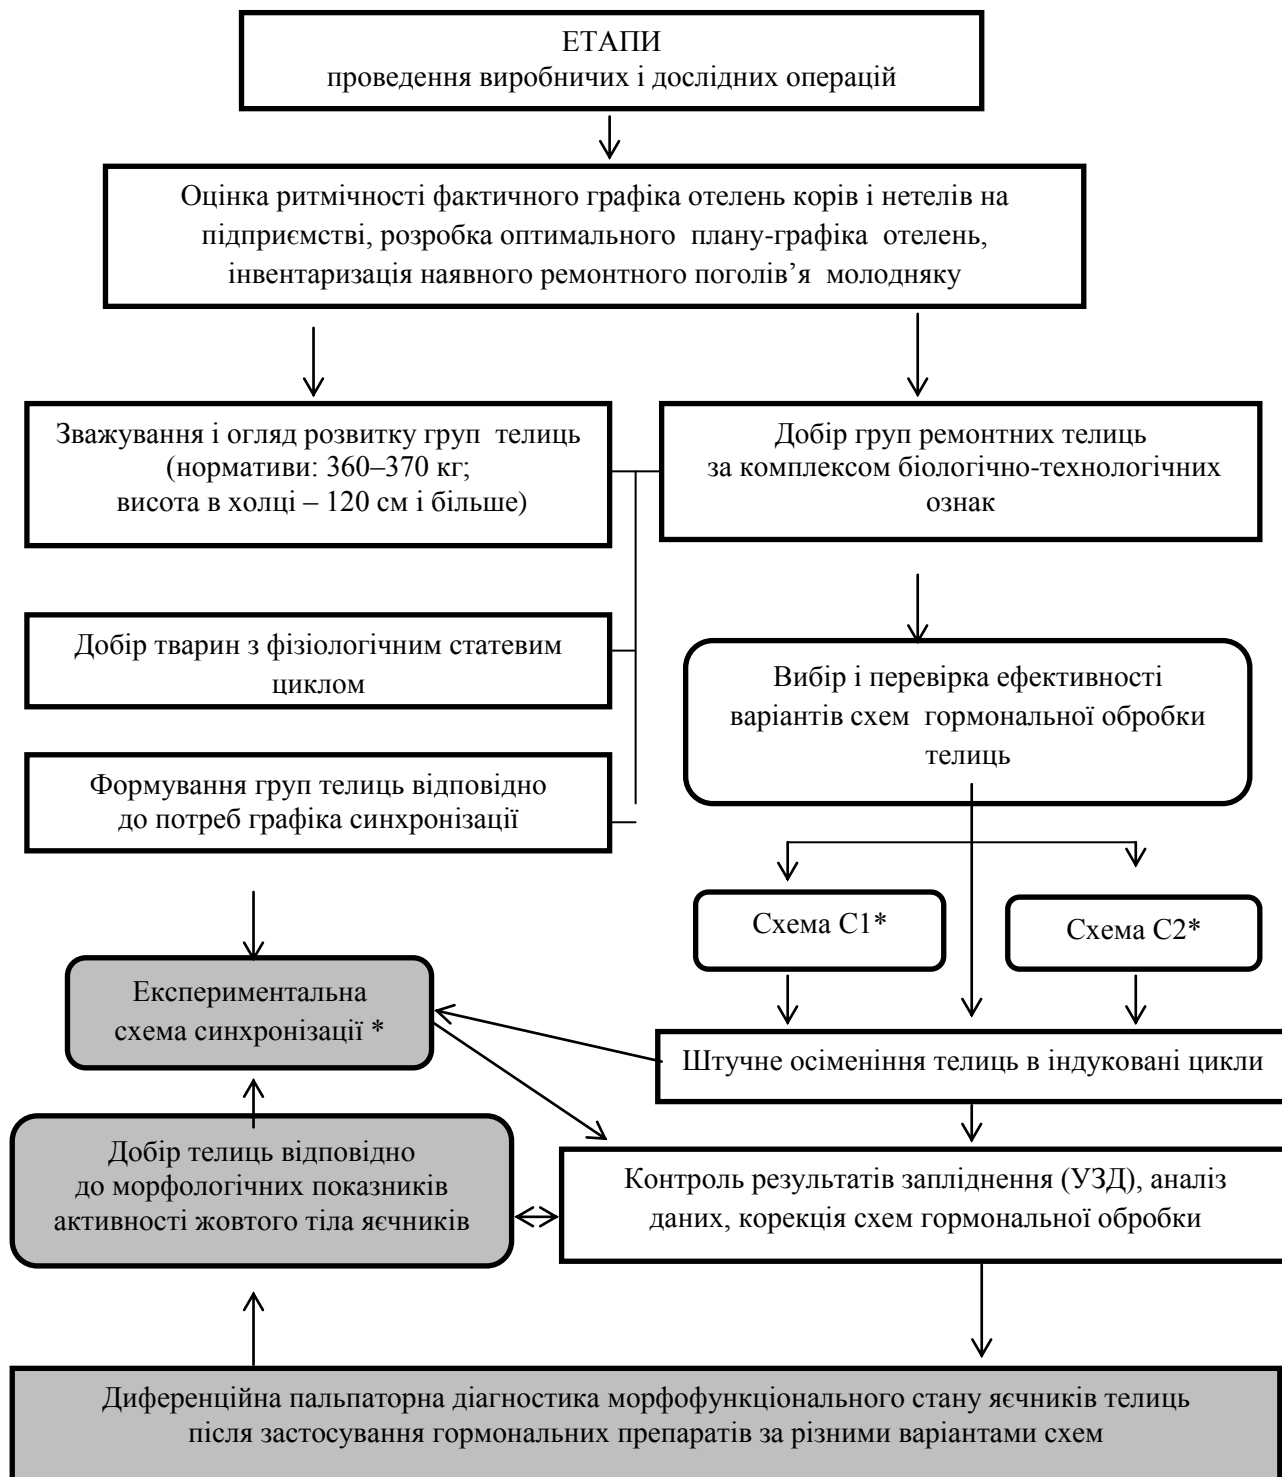 ЕТАПИ
проведення виробничих і дослідних операцій
Оцінка ритмічності фактичного графіка отелень корів і нетелів на
підприємстві, розробка оптимального плану-графіка отелень,
інвентаризація наявного ремонтного поголів’я молодняку
Зважування і огляд розвитку груп телиць
(нормативи: 360–370 кг;
висота в холці – 120 см і більше)
Добір груп ремонтних телиць
за комплексом біологічно-технологічних
ознак
Добір тварин з фізіологічним статевим
циклом
Вибір і перевірка ефективності
варіантів схем гормональної обробки
телиць
Формування груп телиць відповідно
до потреб графіка синхронізації
Схема С1*
Схема С2*
Експериментальна
схема синхронізації *
Штучне осіменіння телиць в індуковані цикли
Добір телиць відповідно
до морфологічних показників
активності жовтого тіла яєчників
Контроль результатів запліднення (УЗД), аналіз
даних, корекція схем гормональної обробки
Диференційна пальпаторна діагностика морфофункціонального стану яєчників телиць
після застосування гормональних препаратів за різними варіантами схем